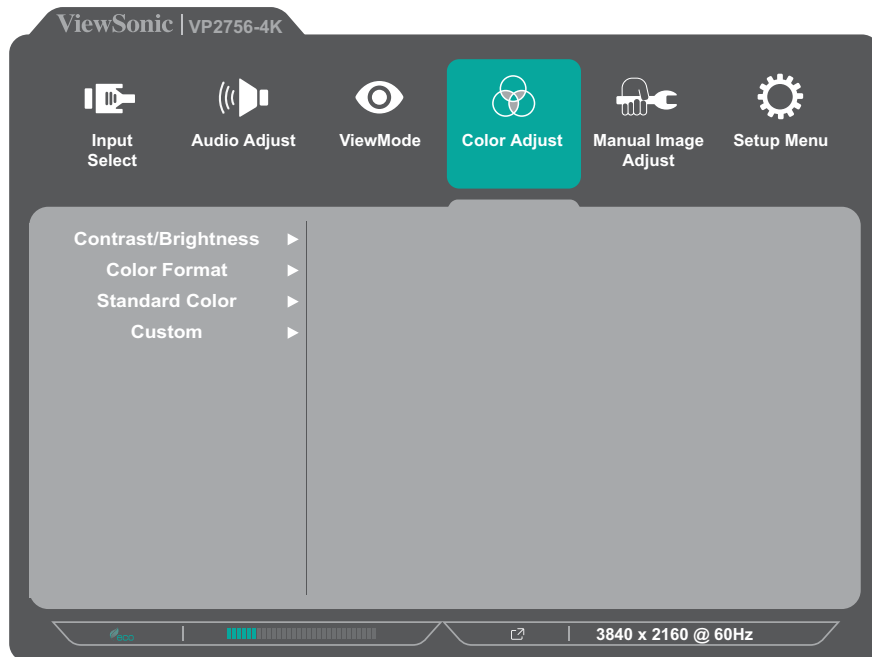 ViewSonic | VP2756-4K
Input
Select
Audio Adjust
ViewMode
Color Adjust
Manual Image
Adjust
Setup Menu
Contrast/Brightness
Color Format
Standard Color
Custom
eco
3840 x 2160 @ 60Hz